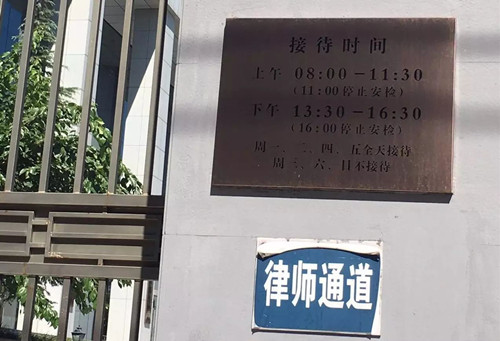 接待时间
上午 08:00-11:30
(11:00停止安检)
下午 13:30-16:30
(16:00停止安检)
周一、二、四、五全天接待
周三、六、日不接待
律师通道